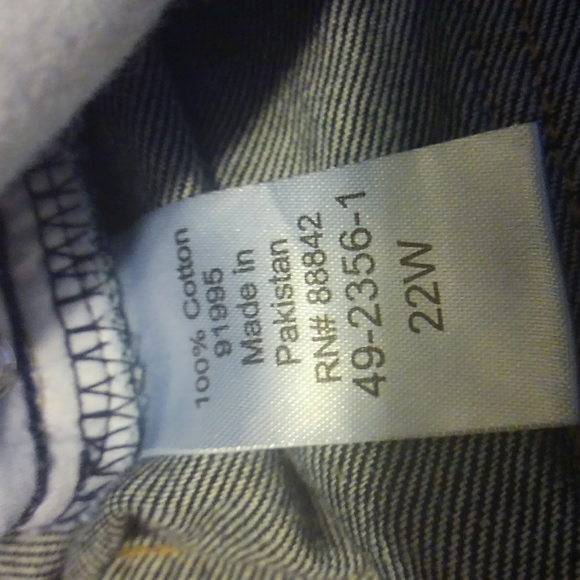 100% Cotton
91995
Made in
Pakistan
RN# 88842
49-2356-1
22W